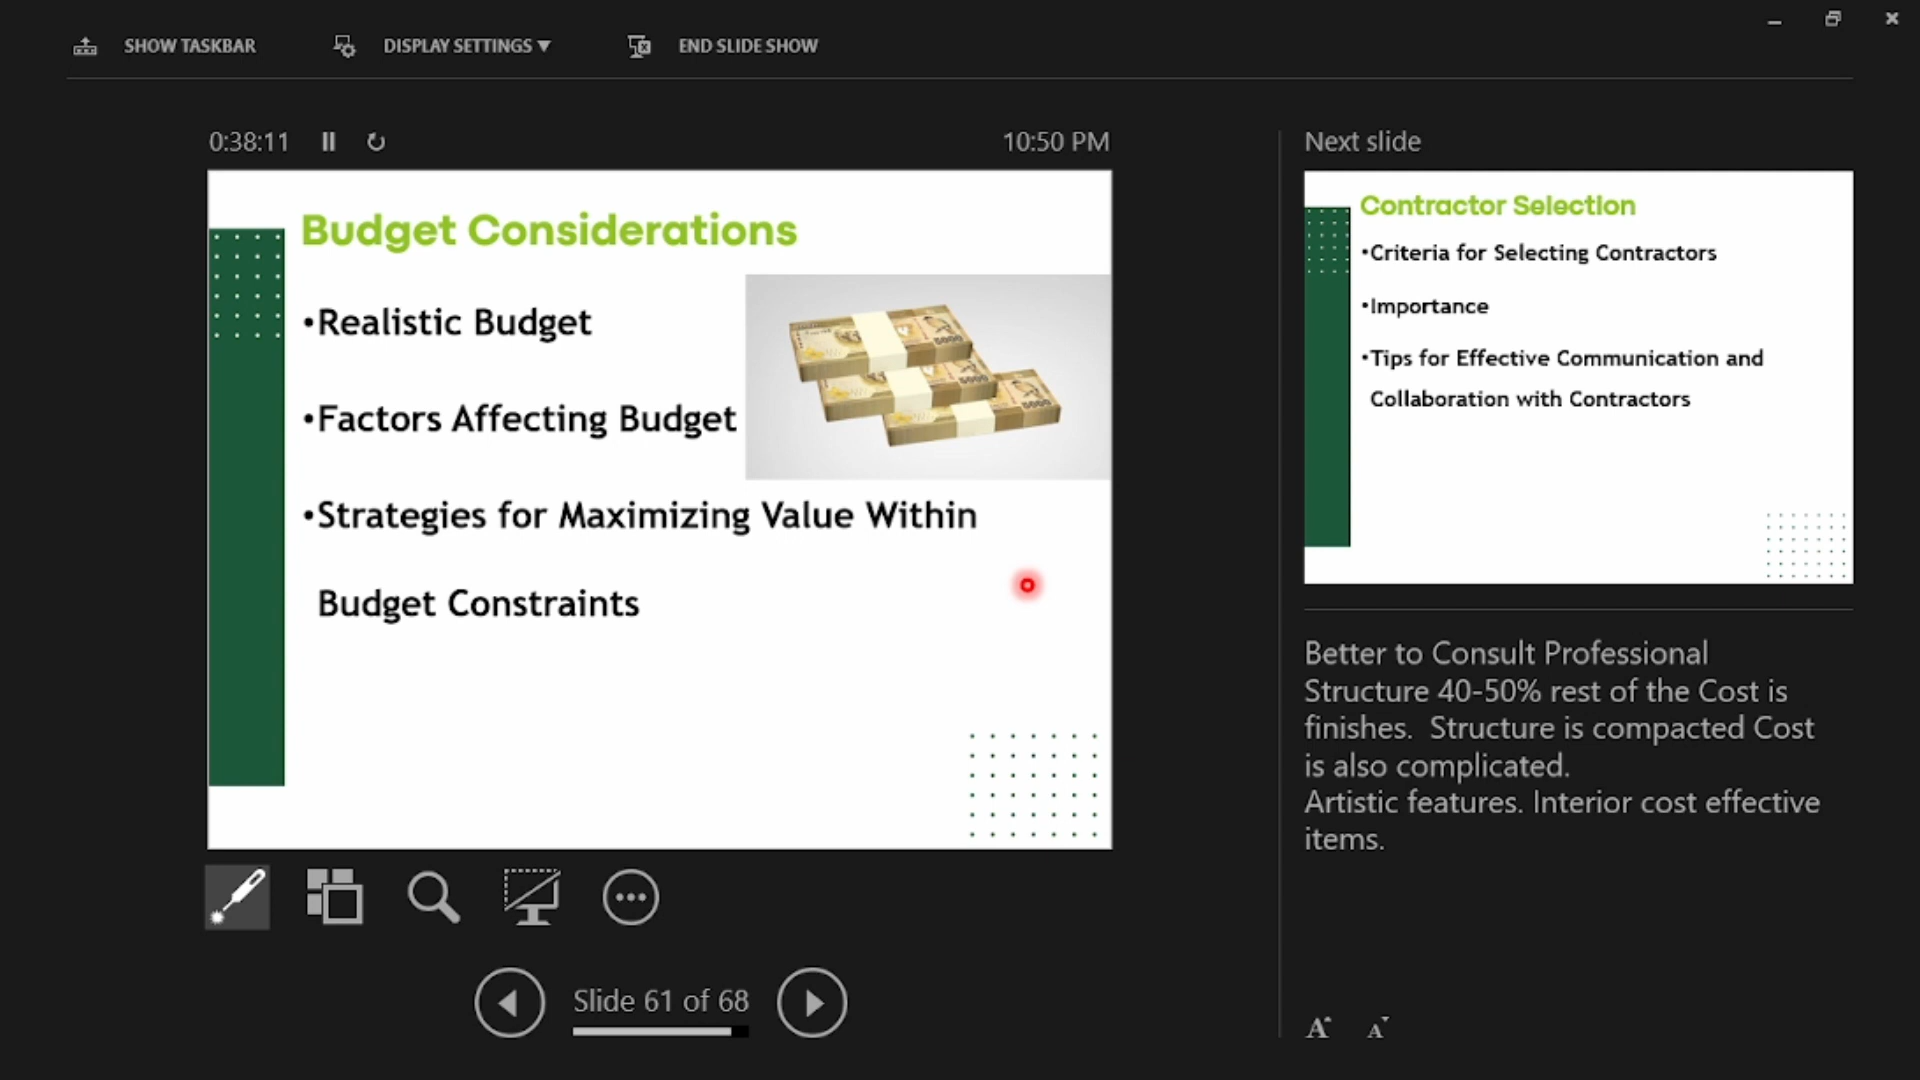 SHOW TASKBAR
DISPLAY SETTINGS ▼
END SLIDE SHOW
0:38:11
10:50 PM
Budget Considerations
•Realistic Budget
•Factors Affecting Budget
5000
5000
5000
•Strategies for Maximizing Value Within
Budget Constraints
Slide 61 of 68
Next slide
Contractor Selection
•Criteria for Selecting Contractors
•Importance
•Tips for Effective Communication and
Collaboration with Contractors
Better to Consult Professional
Structure 40-50% rest of the Cost is
finishes.  Structure is compacted Cost
is also complicated.
Artistic features. Interior cost effective
items.
A A